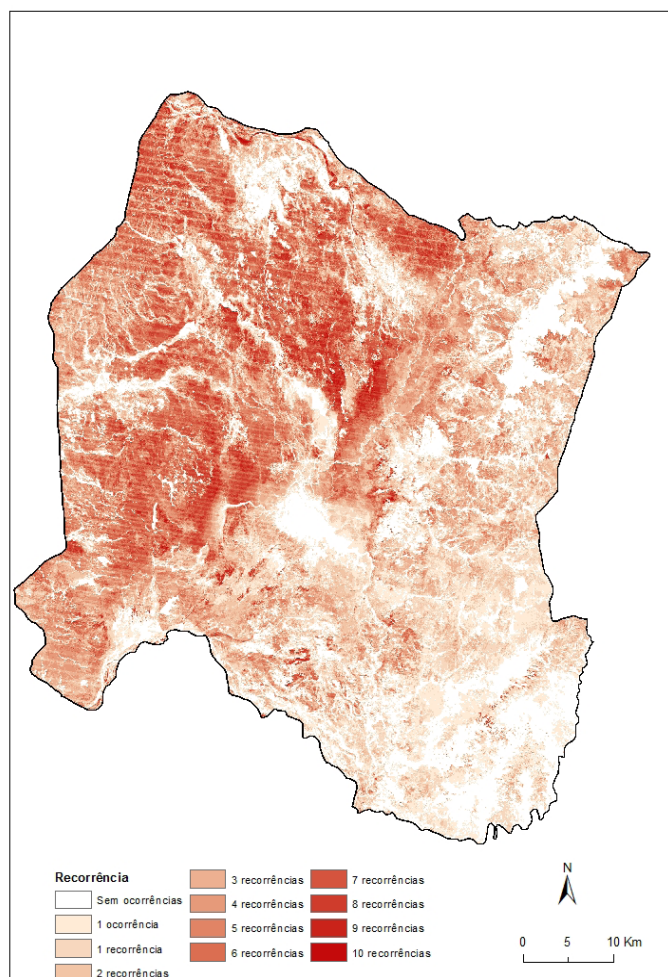 Recorrência
Sem ocorrências
1 ocorrência
1 recorrência
2 recorrências
3 recorrências
4 recorrências
5 recorrências
6 recorrências
7 recorrências
8 recorrências
9 recorrências
10 recorrências
N
0 5 10 Km